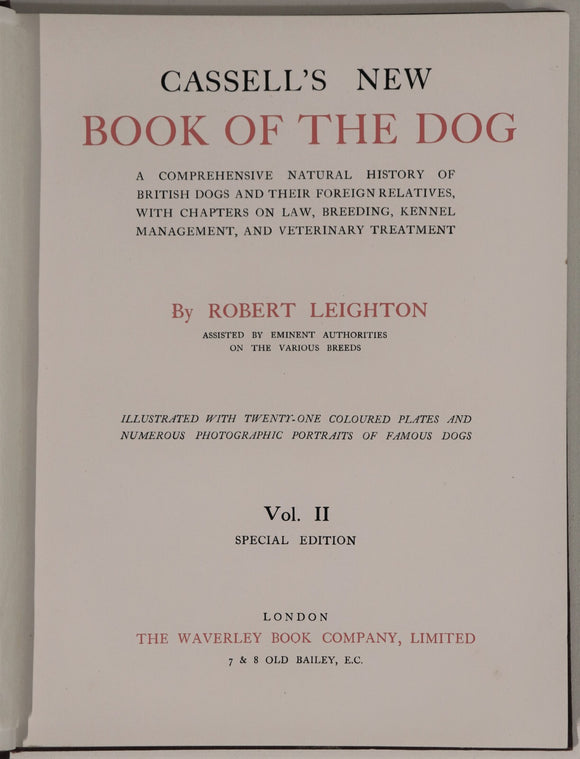 CASSELL'S NEW
BOOK OF THE DOG
A COMPREHENSIVE NATURAL HISTORY OF
BRITISH DOGS AND THEIR FOREIGN RELATIVES,
WITH CHAPTERS ON LAW, BREEDING, KENNEL
MANAGEMENT, AND VETERINARY TREATMENT
By ROBERT LEIGHTON
ASSISTED BY EMINENT AUTHORITIES
ON THE VARIOUS BREEDS
ILLUSTRATED WITH TWENTY-ONE COLOURED PLATES AND
NUMEROUS PHOTOGRAPHIC PORTRAITS OF FAMOUS DOGS
Vol. II
SPECIAL EDITION
LONDON
THE WAVERLEY BOOK COMPANY, LIMITED
7 & 8 OLD BAILEY, E.C.